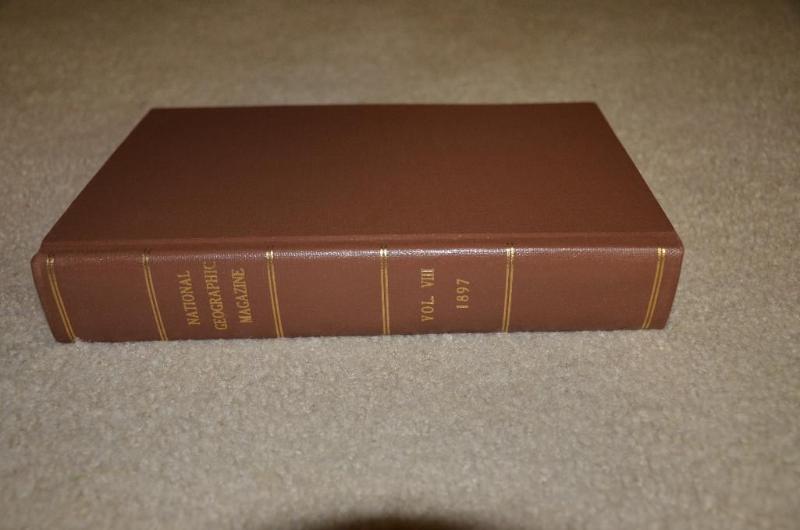 NATIONAL
GEOGRAPHIC
MAGAZINE
VOL. VIII
1897